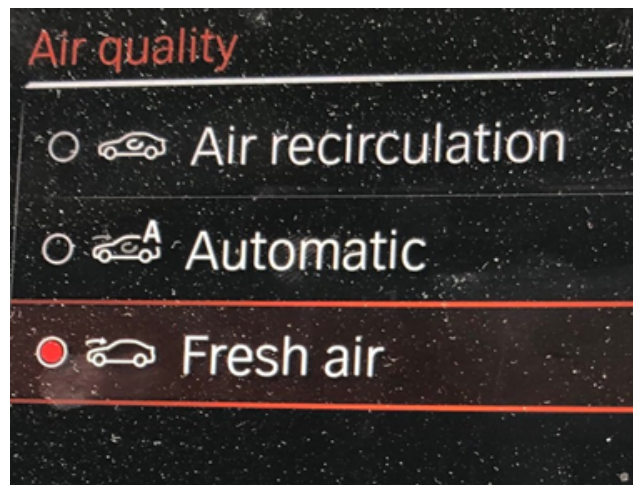 Air quality
Air recirculation
A
Automatic
Fresh air